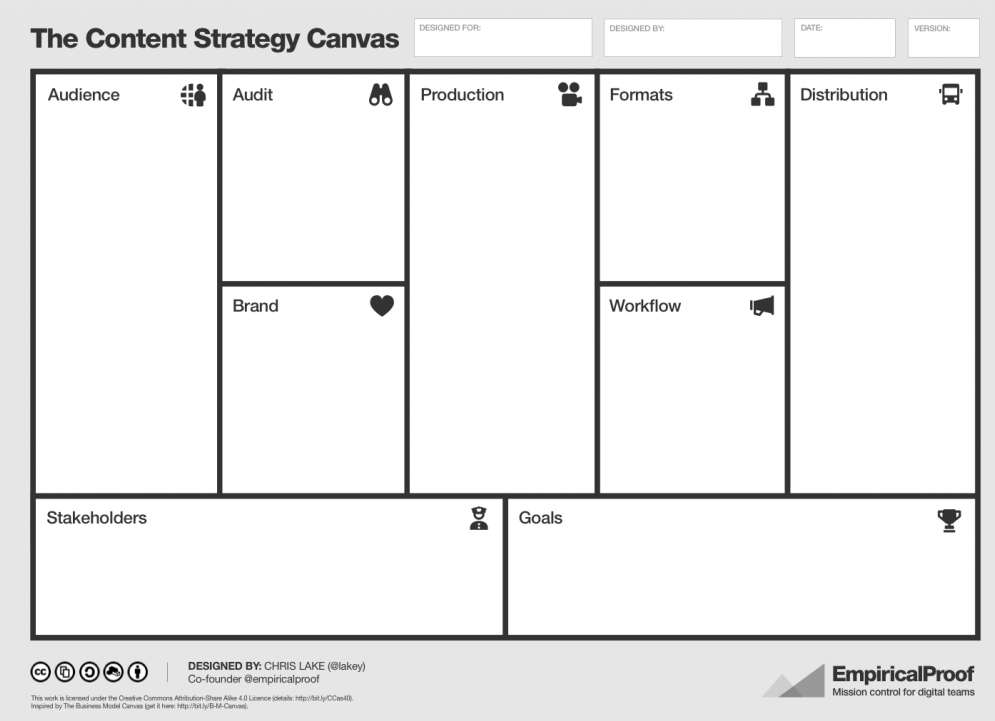 The Content Strategy Canvas
DESIGNED FOR:
DESIGNED BY:
DATE:
VERSION:
Audience
Audit
Production
Formats
Distribution
Brand
Workflow
Stakeholders
Goals
cc
DESIGNED BY: CHRIS LAKE (@lakey)
Co-founder @empiricalproof
This work is licensed under the Creative Commons Attribution-Share Alike 4.0 Licence (details: http://bit.ly/CCas40).
Inspired by The Business Model Canvas (get it here: http://bit.ly/B-M-Canvas).
EmpiricalProof
Mission control for digital teams